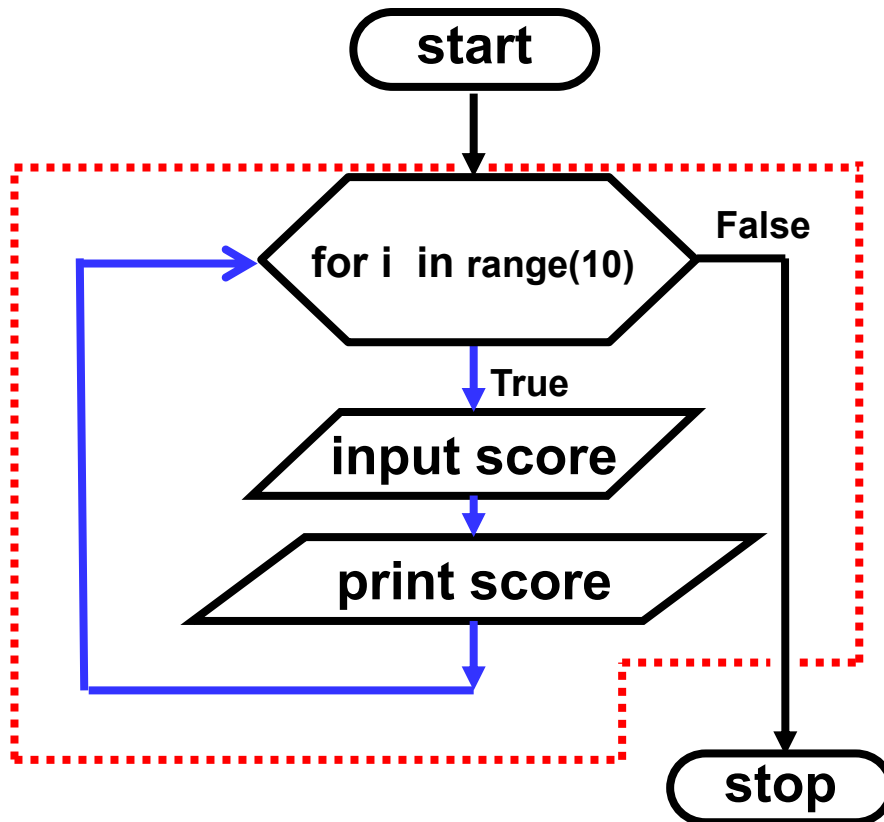 start
False
for i in range(10)
True
input score
print score
stop